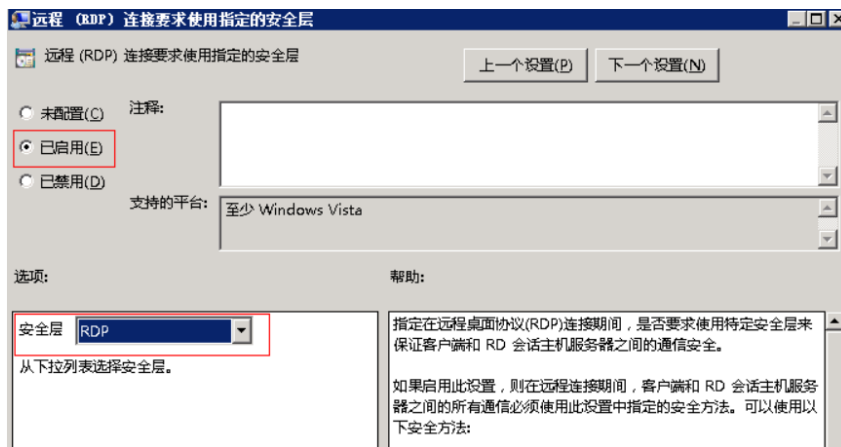 远程 (RDP) 连接要求使用指定的安全层
远程 (RDP) 连接要求使用指定的安全层
上一个设置(P)
下一个设置(N)
未配置(C)
注释:
已启用(E)
已禁用(D)
支持的平台:
至少 Windows Vista
选项:
帮助:
安全层 RDP
从下拉列表选择安全层。
指定在远程桌面协议(RDP)连接期间，是否要求使用特定安全层来
保证客户端和 RD 会话主机服务器之间的通信安全。
如果启用此设置，则在远程连接期间，客户端和 RD 会话主机服务
器之间的所有通信必须使用此设置中指定的安全方法。可以使用以
下安全方法: